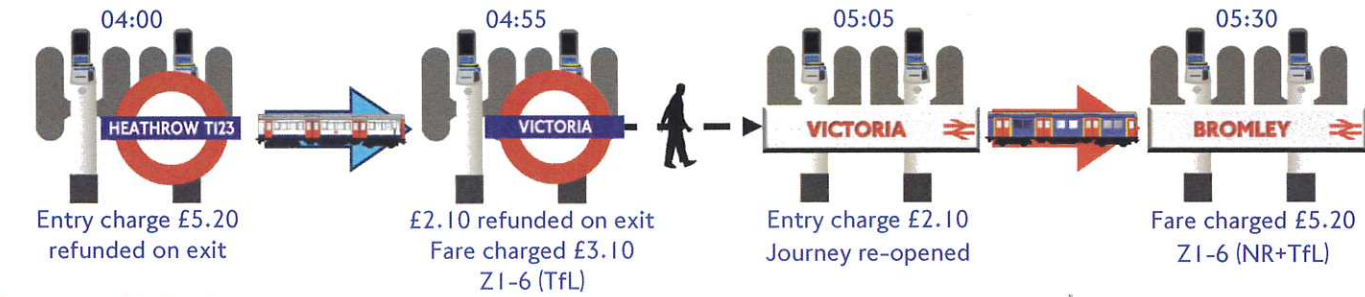 04:00
HEATHROW T123
Entry charge £5.20
refunded on exit
04:55
VICTORIA
£2.10 refunded on exit
Fare charged £3.10
Z1-6 (TfL)
05:05
VICTORIA
Entry charge £2.10
Journey re-opened
05:30
BROMLEY
Fare charged £5.20
Z1-6 (NR+TfL)